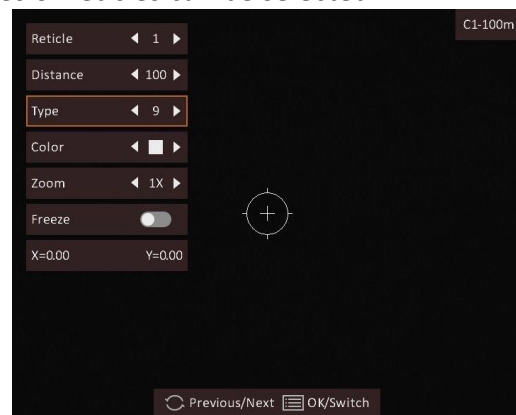 C1-100m
Reticle 1
Distance 100
Type 9
Color
Zoom 1X
Freeze
X=0.00 Y=0.00
Previous/Next OK/Switch